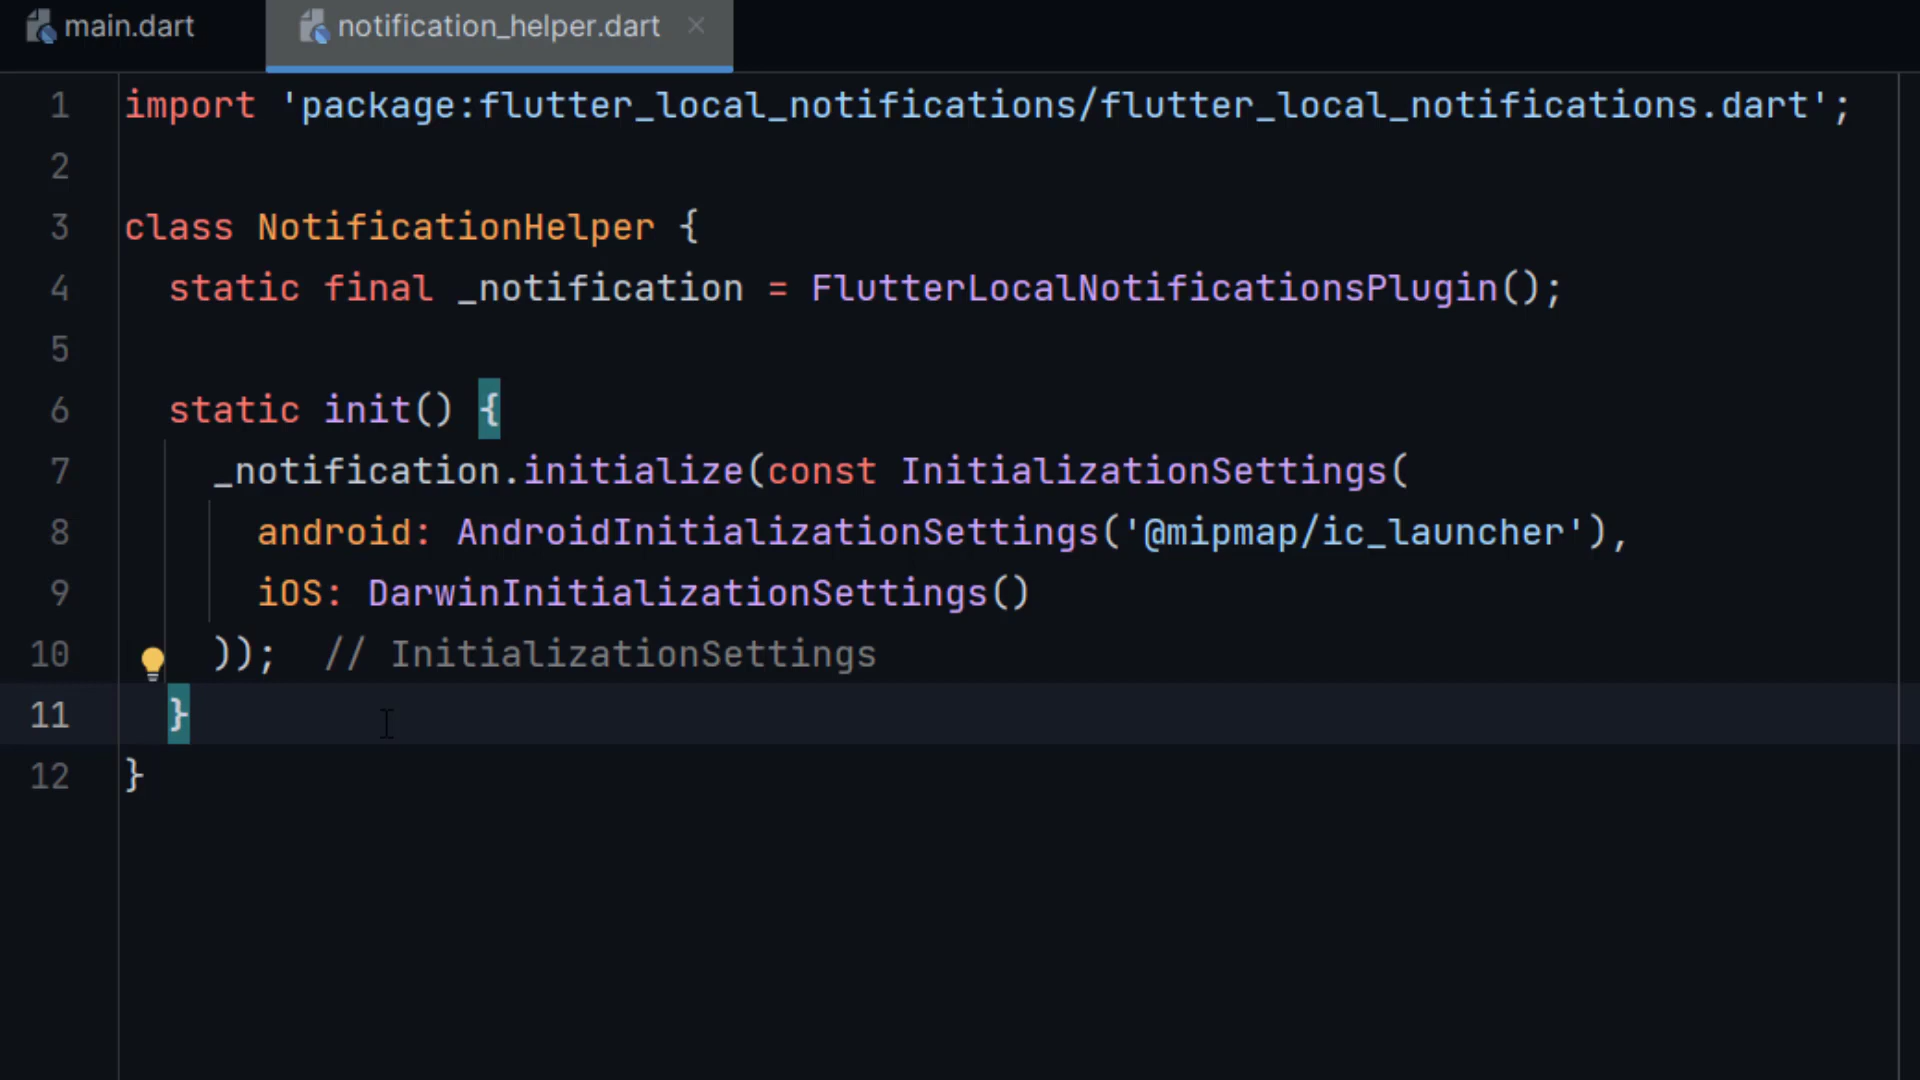 main.dart
notification_helper.dart
1 import 'package:flutter_local_notifications/flutter_local_notifications.dart';
2
3 class NotificationHelper {
4 static final _notification = FlutterLocalNotificationsPlugin();
5
6 static init() {
7 _notification.initialize(const InitializationSettings(
8 android: AndroidInitializationSettings('@mipmap/ic_launcher'),
9 iOS: DarwinInitializationSettings()
10 )); // InitializationSettings
11 }
12 }